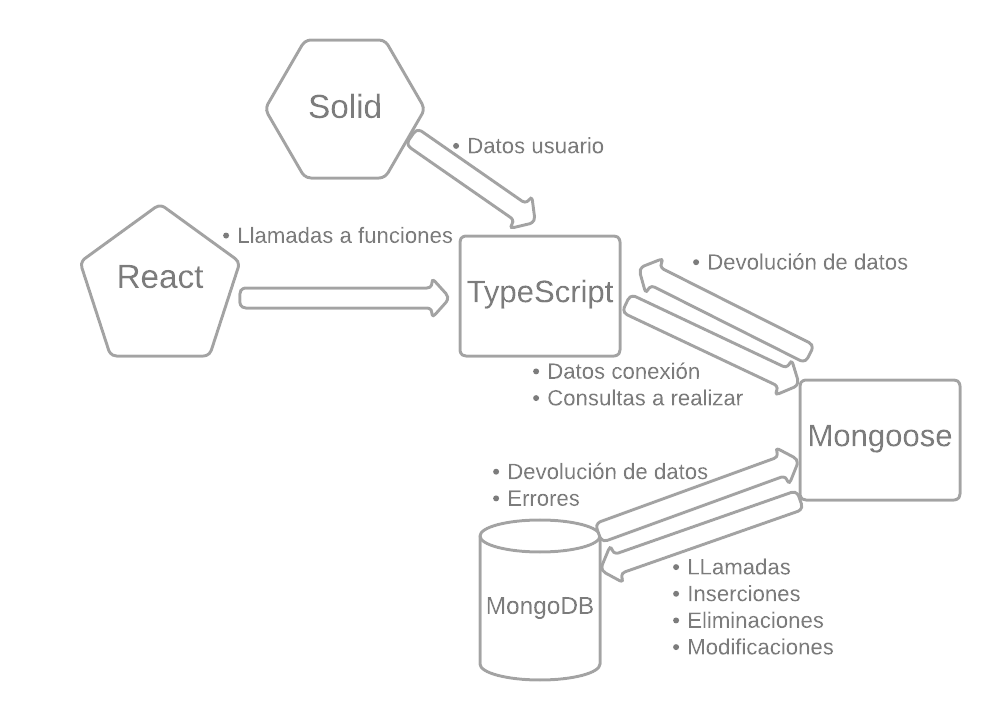 Solid
• Datos usuario
• Llamadas a funciones
React
TypeScript
• Devolución de datos
• Datos conexión
• Consultas a realizar
Mongoose
• Devolución de datos
• Errores
MongoDB
• LLamadas
• Inserciones
• Eliminaciones
• Modificaciones